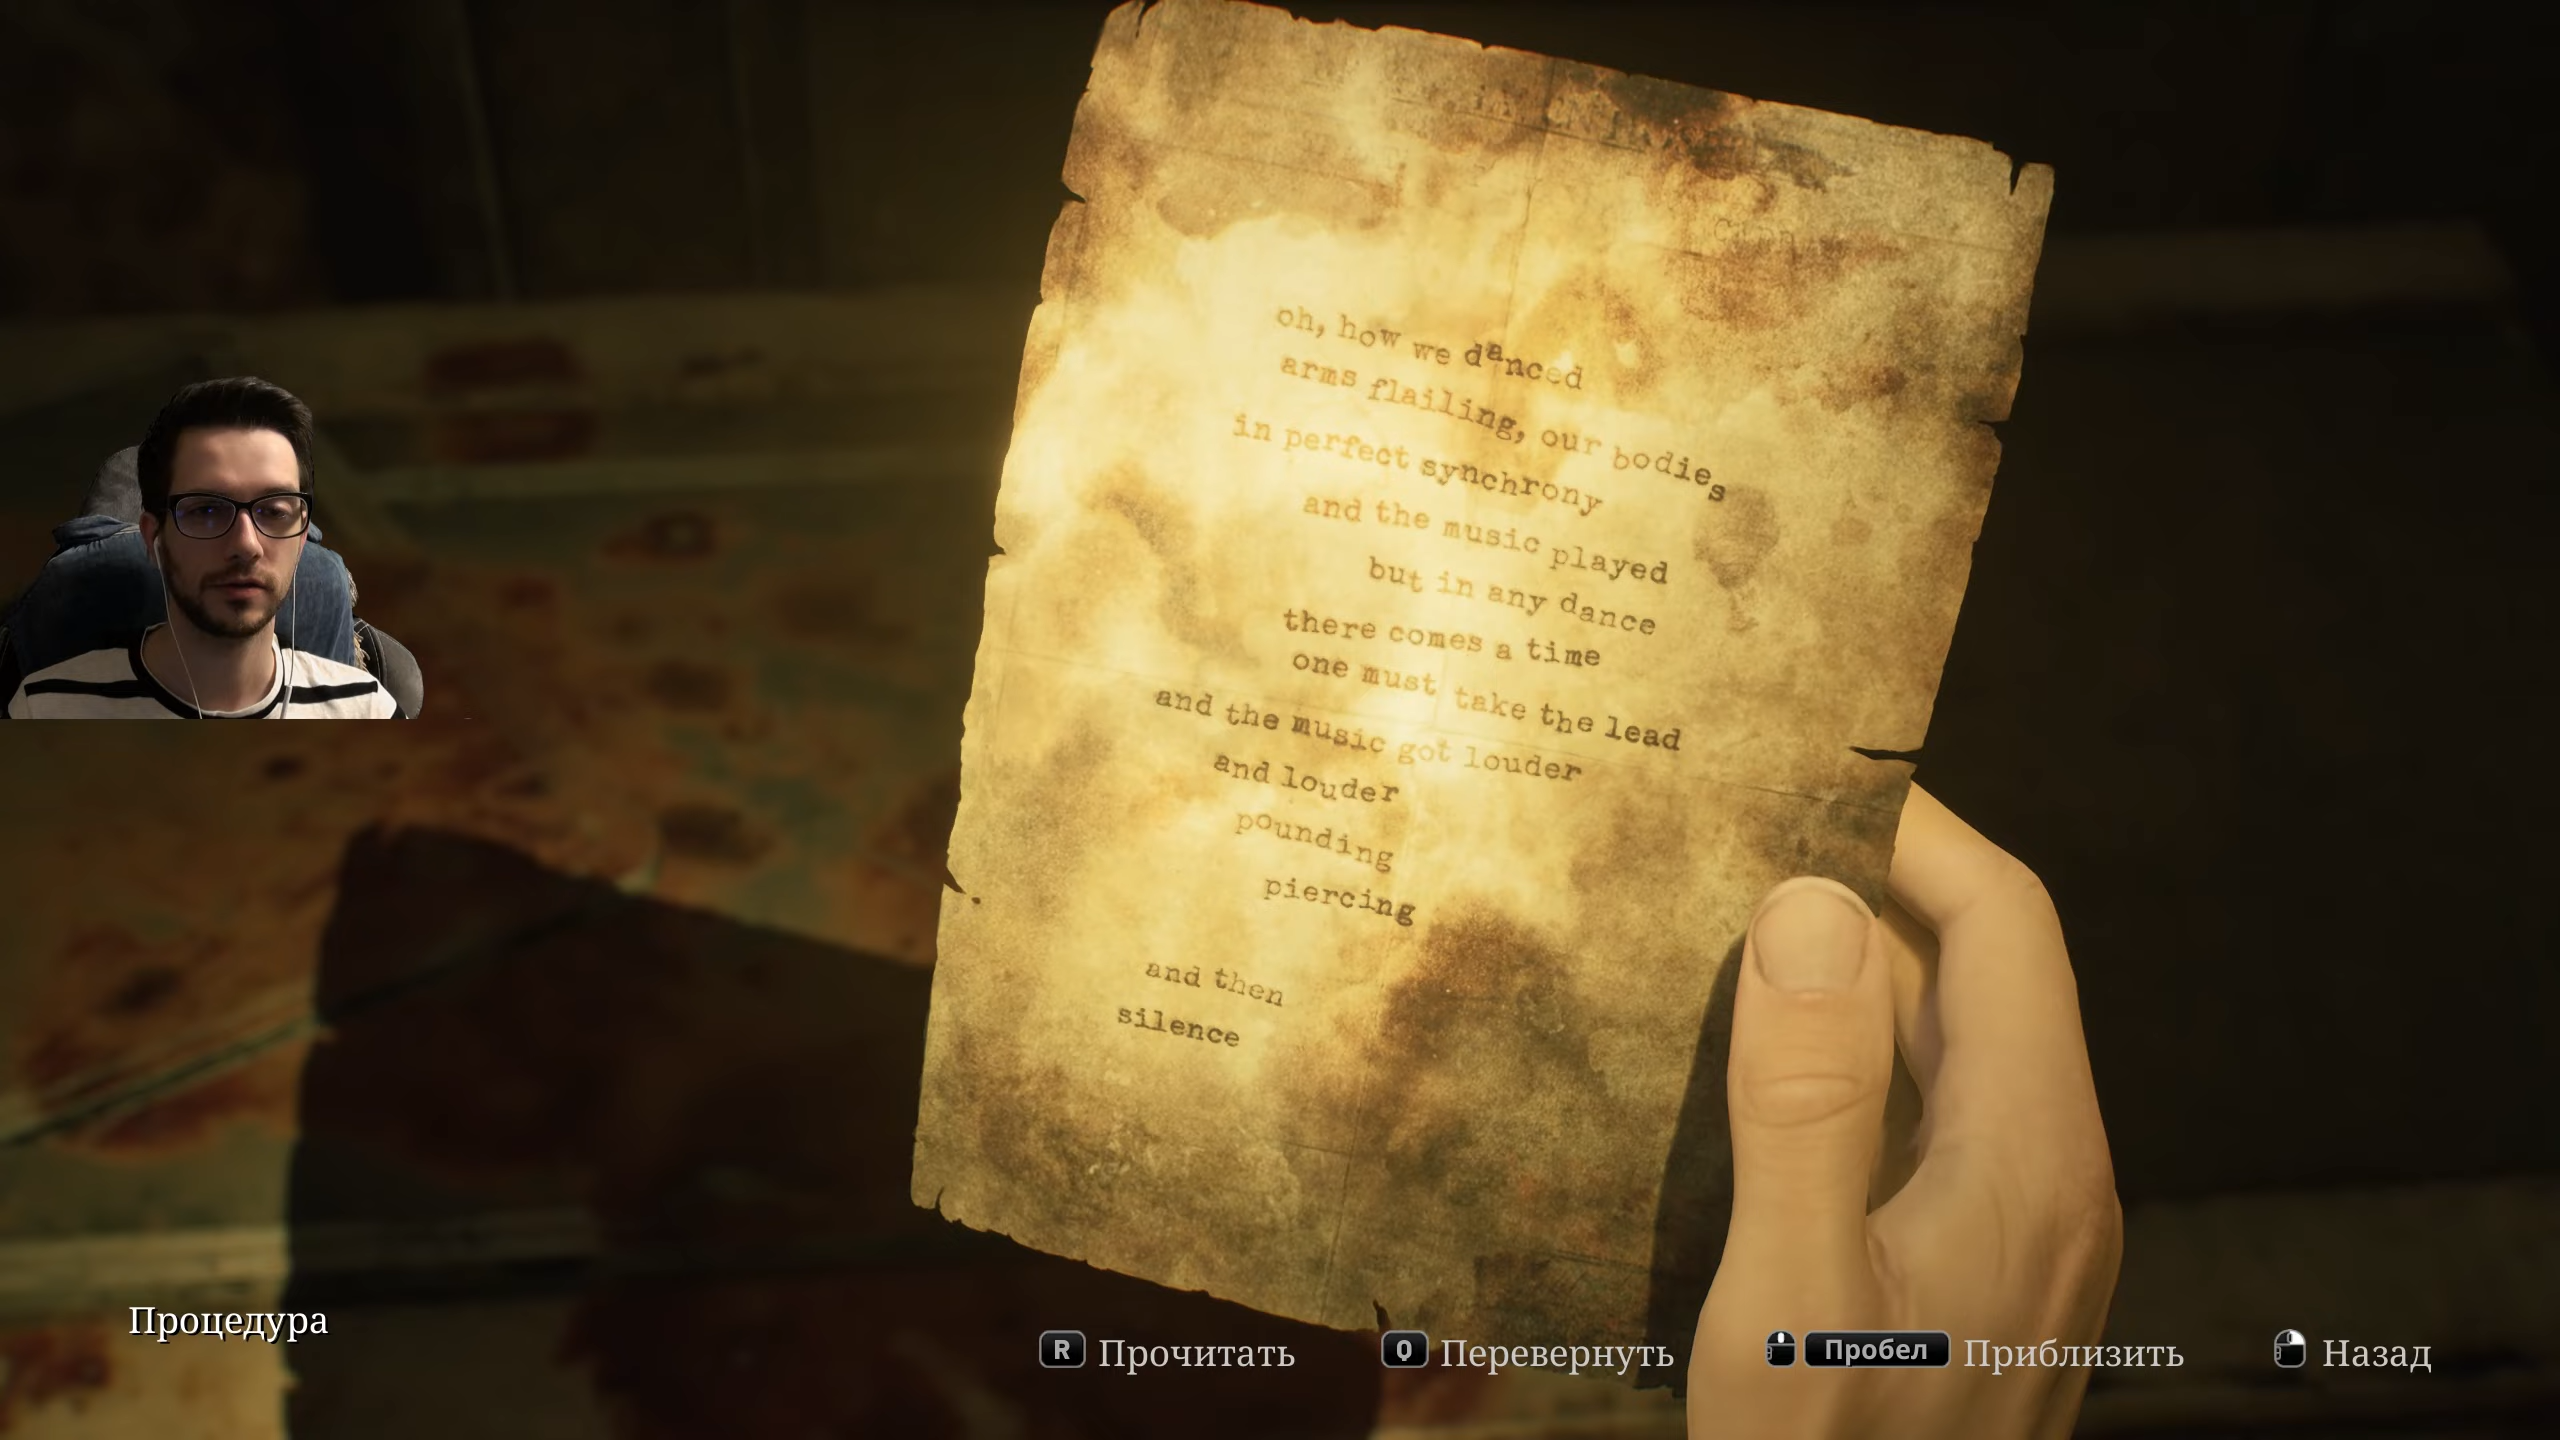 oh, how we danced
arms flailing, our bodies
in perfect synchrony
and the music played
but in any dance
there comes a time
one must take the lead
and the music got louder
and louder
pounding
piercing
and then
silence
Процедура
R Прочитать
Q Перевернуть
Пробел Приблизить
Назад